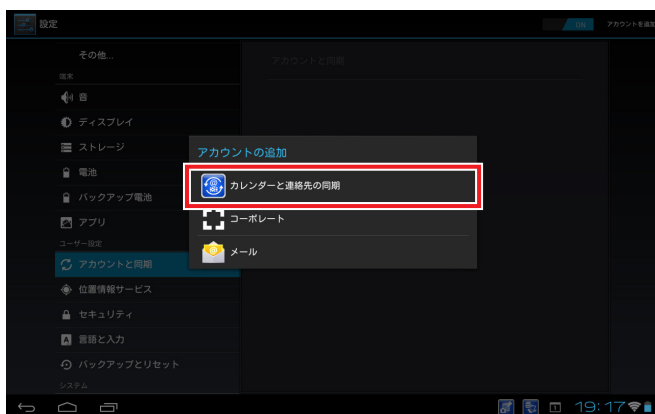 設定
ON
アカウントを追加
その他...
アカウントと同期
端末
音
ディスプレイ
ストレージ
電池
バックアップ電池
アプリ
ユーザー設定
アカウントと同期
位置情報サービス
セキュリティ
言語と入力
バックアップとリセット
システム
アカウントの追加
カレンダーと連絡先の同期
コーポレート
メール
19:17